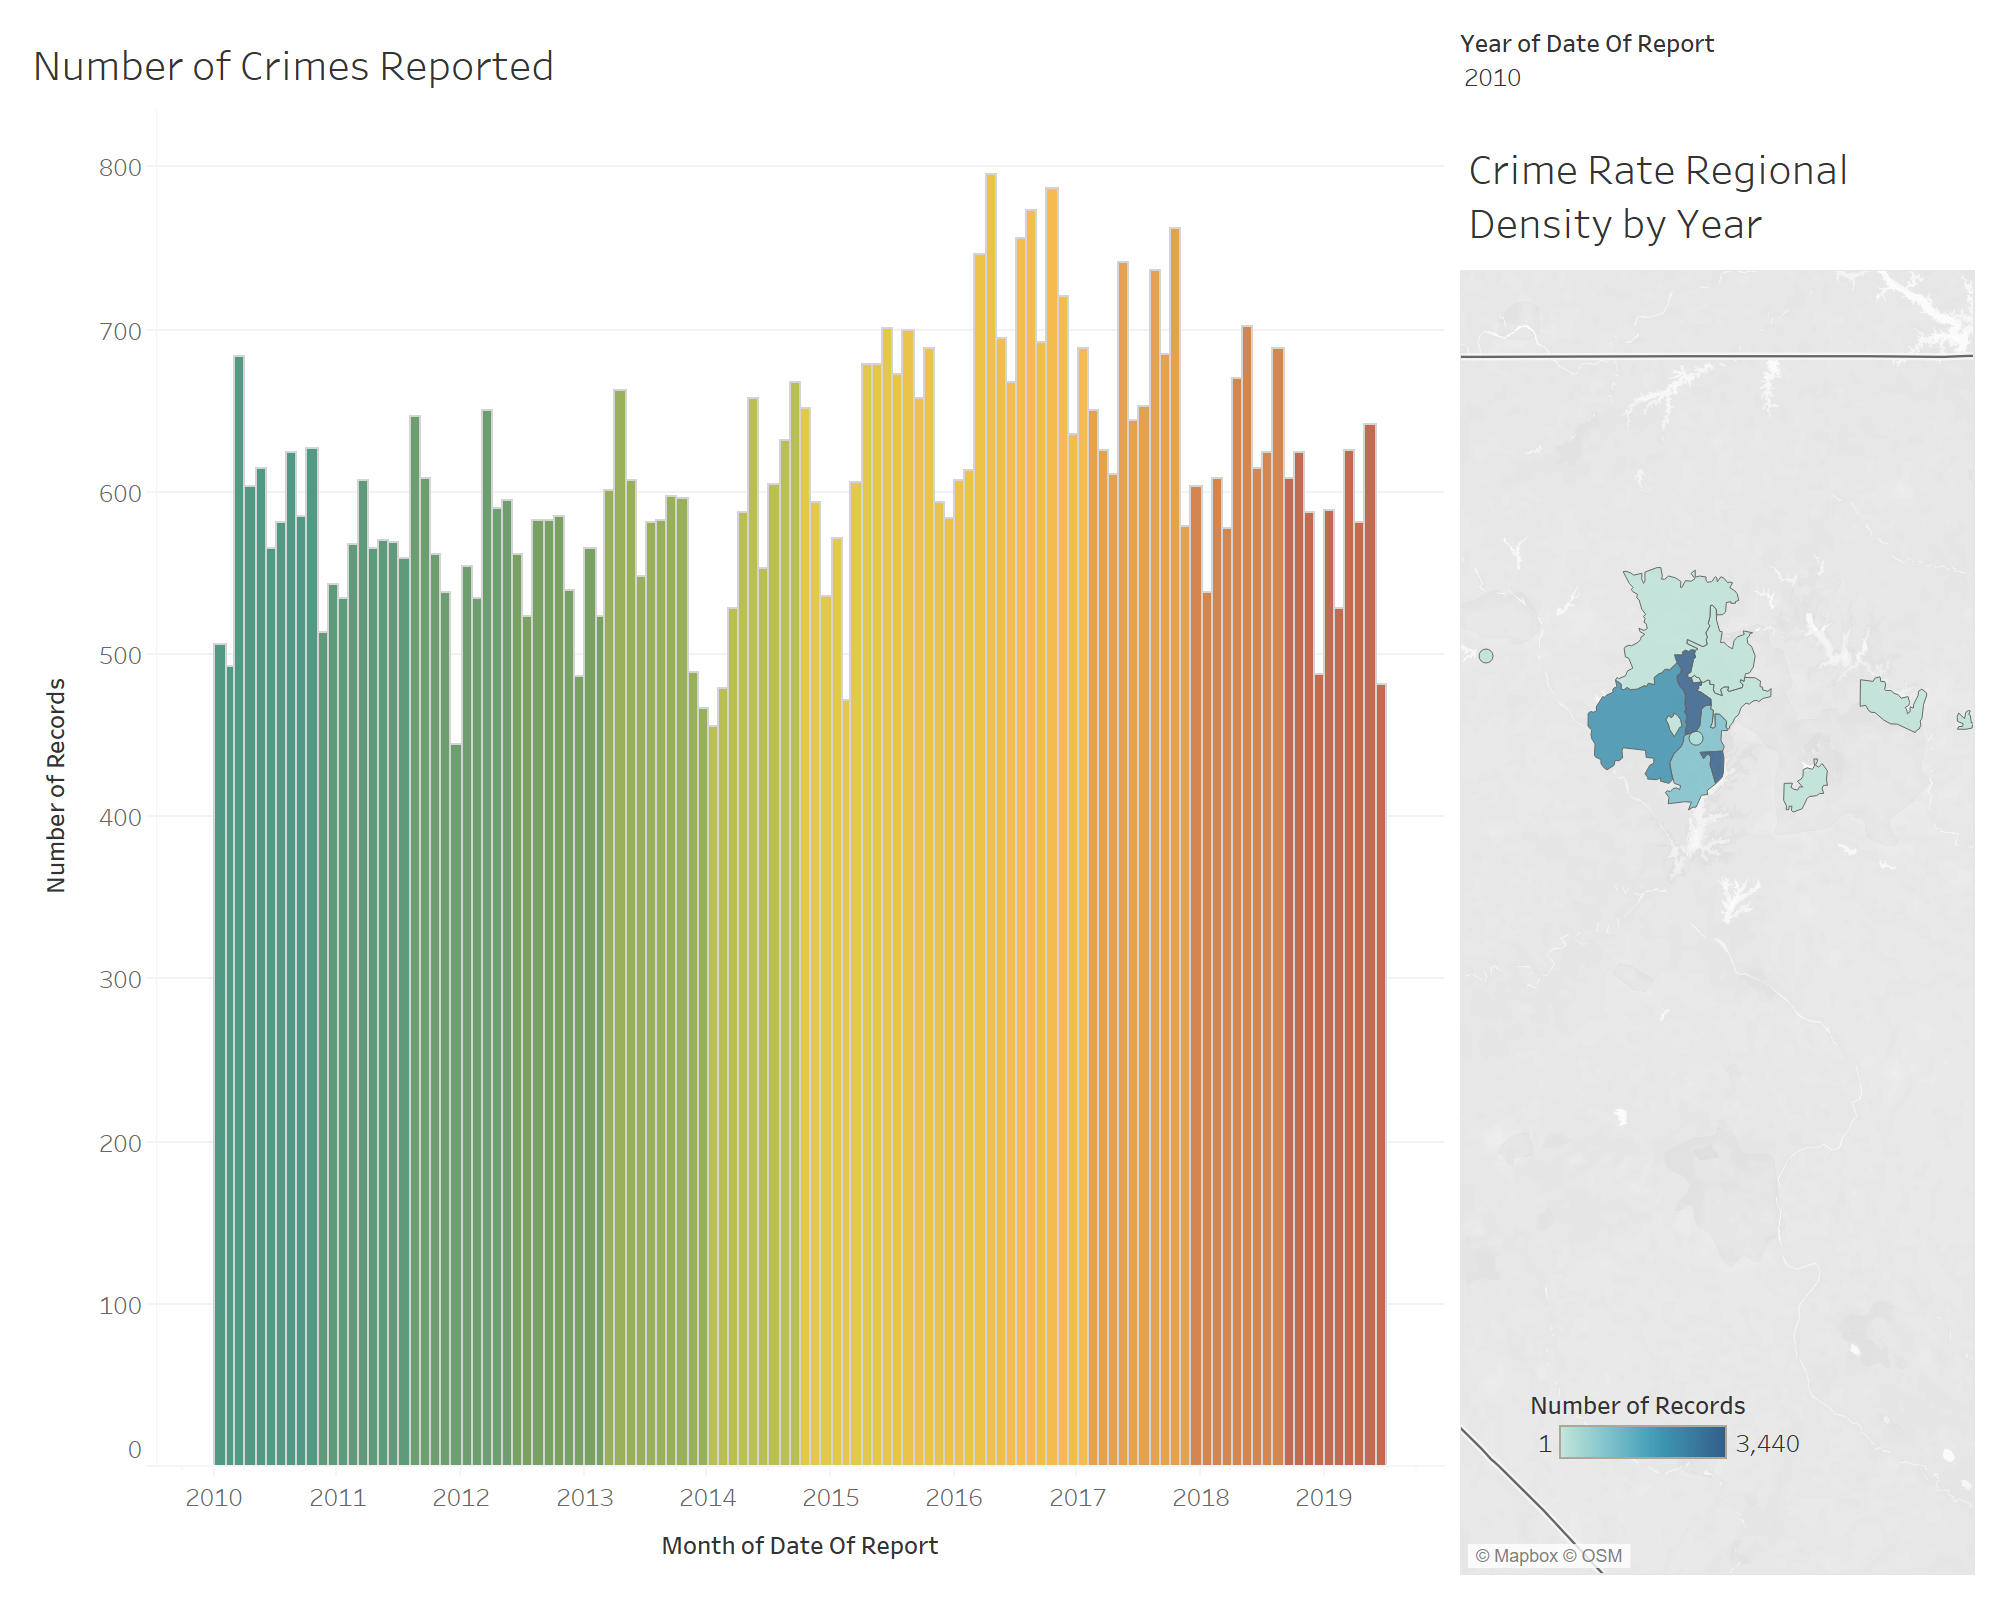 Number of Crimes Reported
Number of Records
800
700
600
500
400
300
200
100
0
2010 2011 2012 2013 2014 2015 2016 2017 2018 2019
Month of Date Of Report
Year of Date Of Report
2010
Crime Rate Regional
Density by Year
Number of Records
1 3,440
© Mapbox © OSM